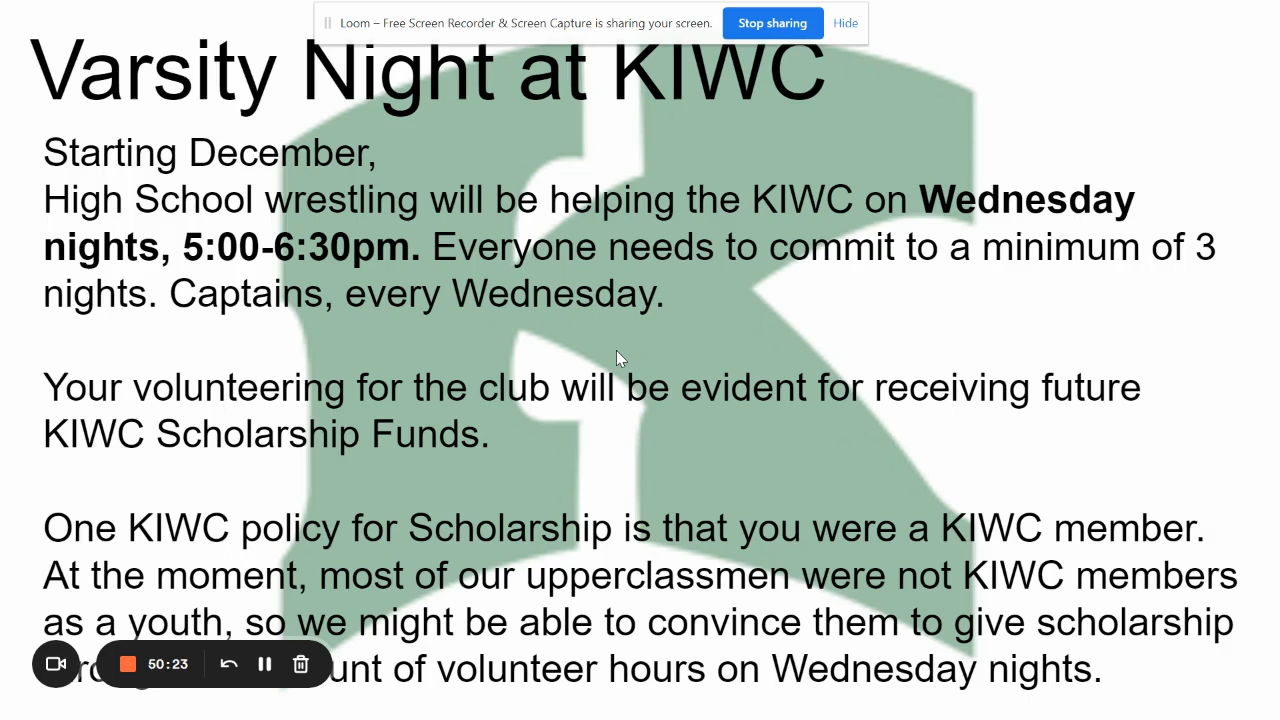 Loom – Free Screen Recorder & Screen Capture is sharing your screen. Stop sharing Hide
Varsity Night at KIWC
Starting December,
High School wrestling will be helping the KIWC on Wednesday
nights, 5:00-6:30pm. Everyone needs to commit to a minimum of 3
nights. Captains, every Wednesday.
Your volunteering for the club will be evident for receiving future
KIWC Scholarship Funds.
One KIWC policy for Scholarship is that you were a KIWC member.
At the moment, most of our upperclassmen were not KIWC members
as a youth, so we might be able to convince them to give scholarship
of volunteer hours on Wednesday nights.
50:23